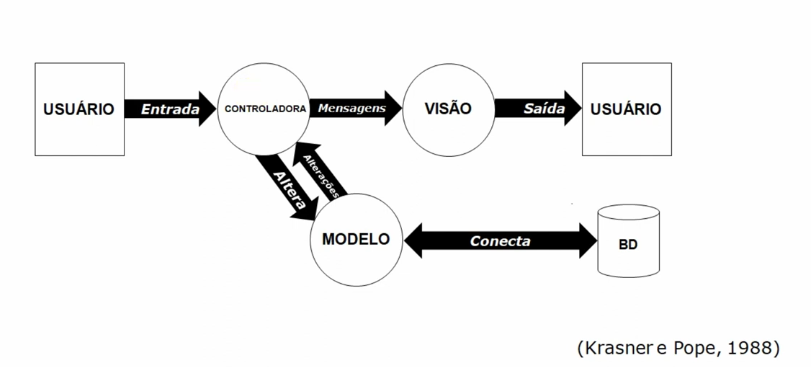 USUÁRIO
Entrada
CONTROLADORA
Mensagens
VISÃO
Saída
USUÁRIO
Altera
Alterações
MODELO
Conecta
BD
(Krasner e Pope, 1988)